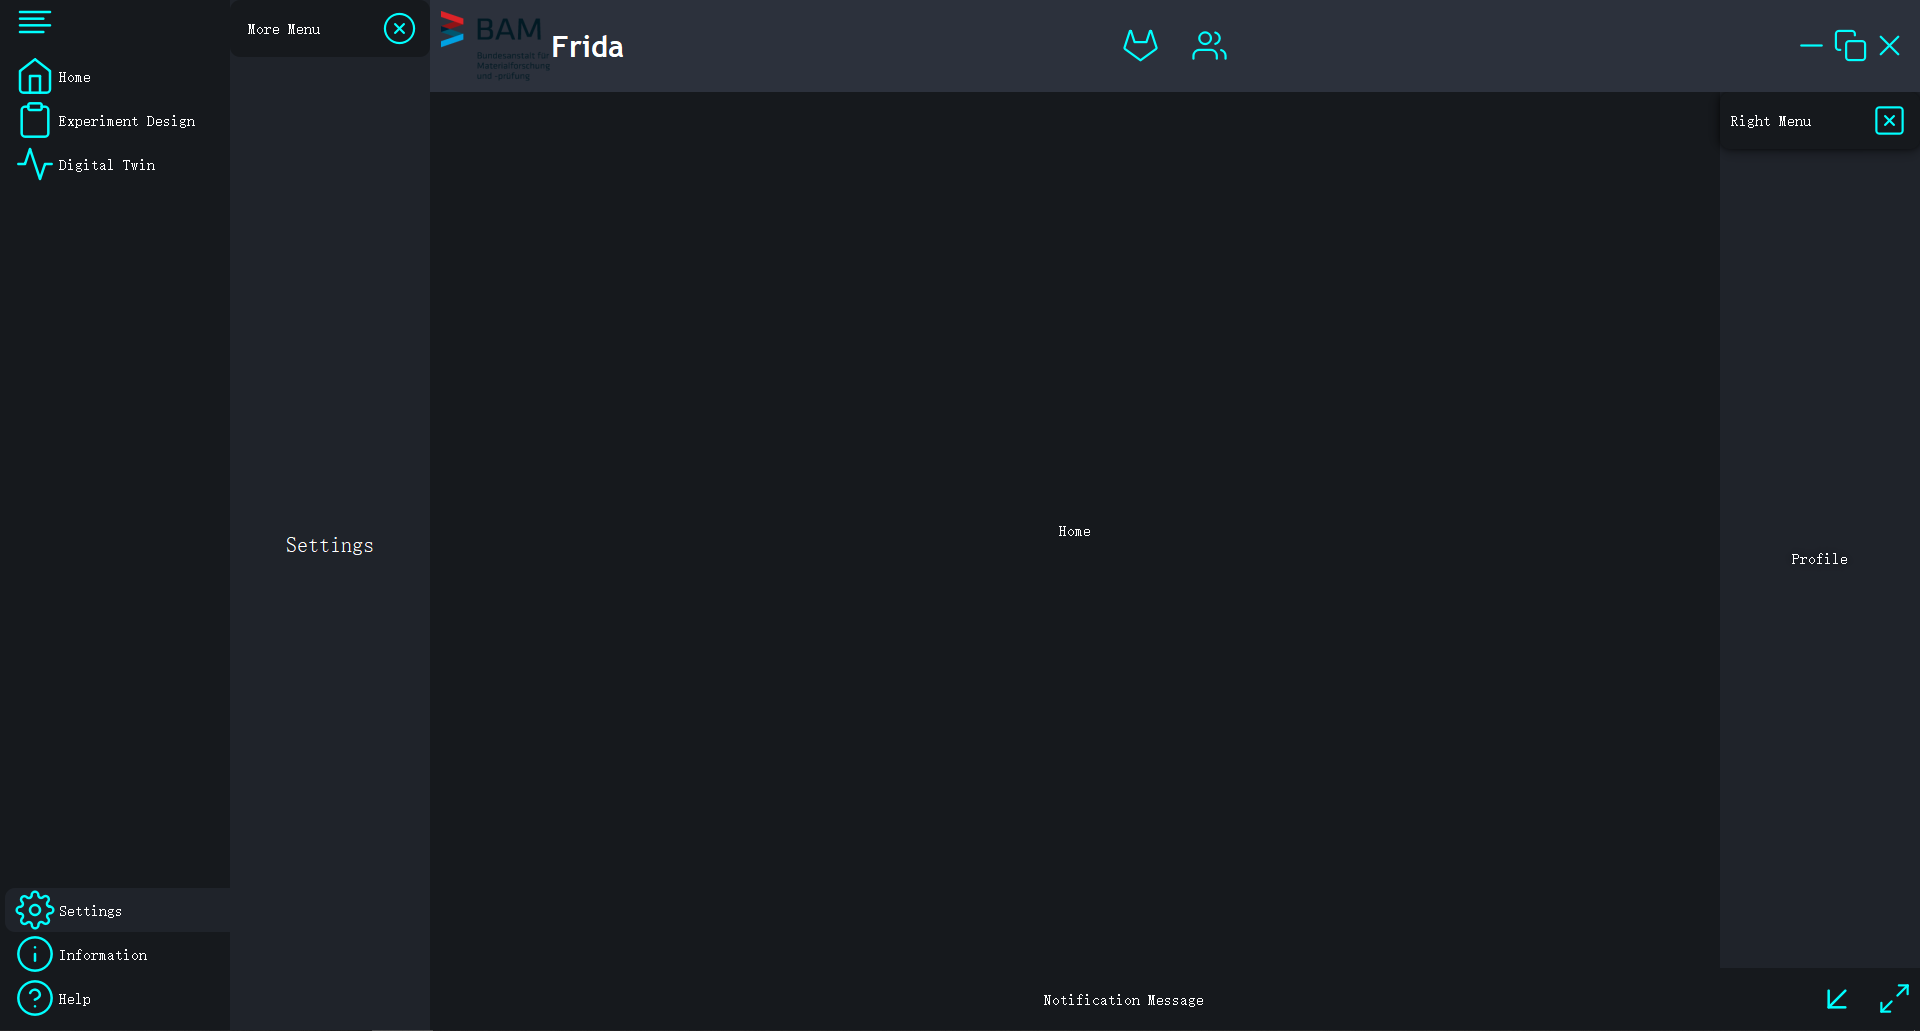 More Menu
Home
Experiment Design
Digital Twin
Settings
Information
Help
Settings
BAM
Bundesanstalt für
Materialforschung
und -prüfung
Frida
Right Menu
Home
Profile
Notification Message